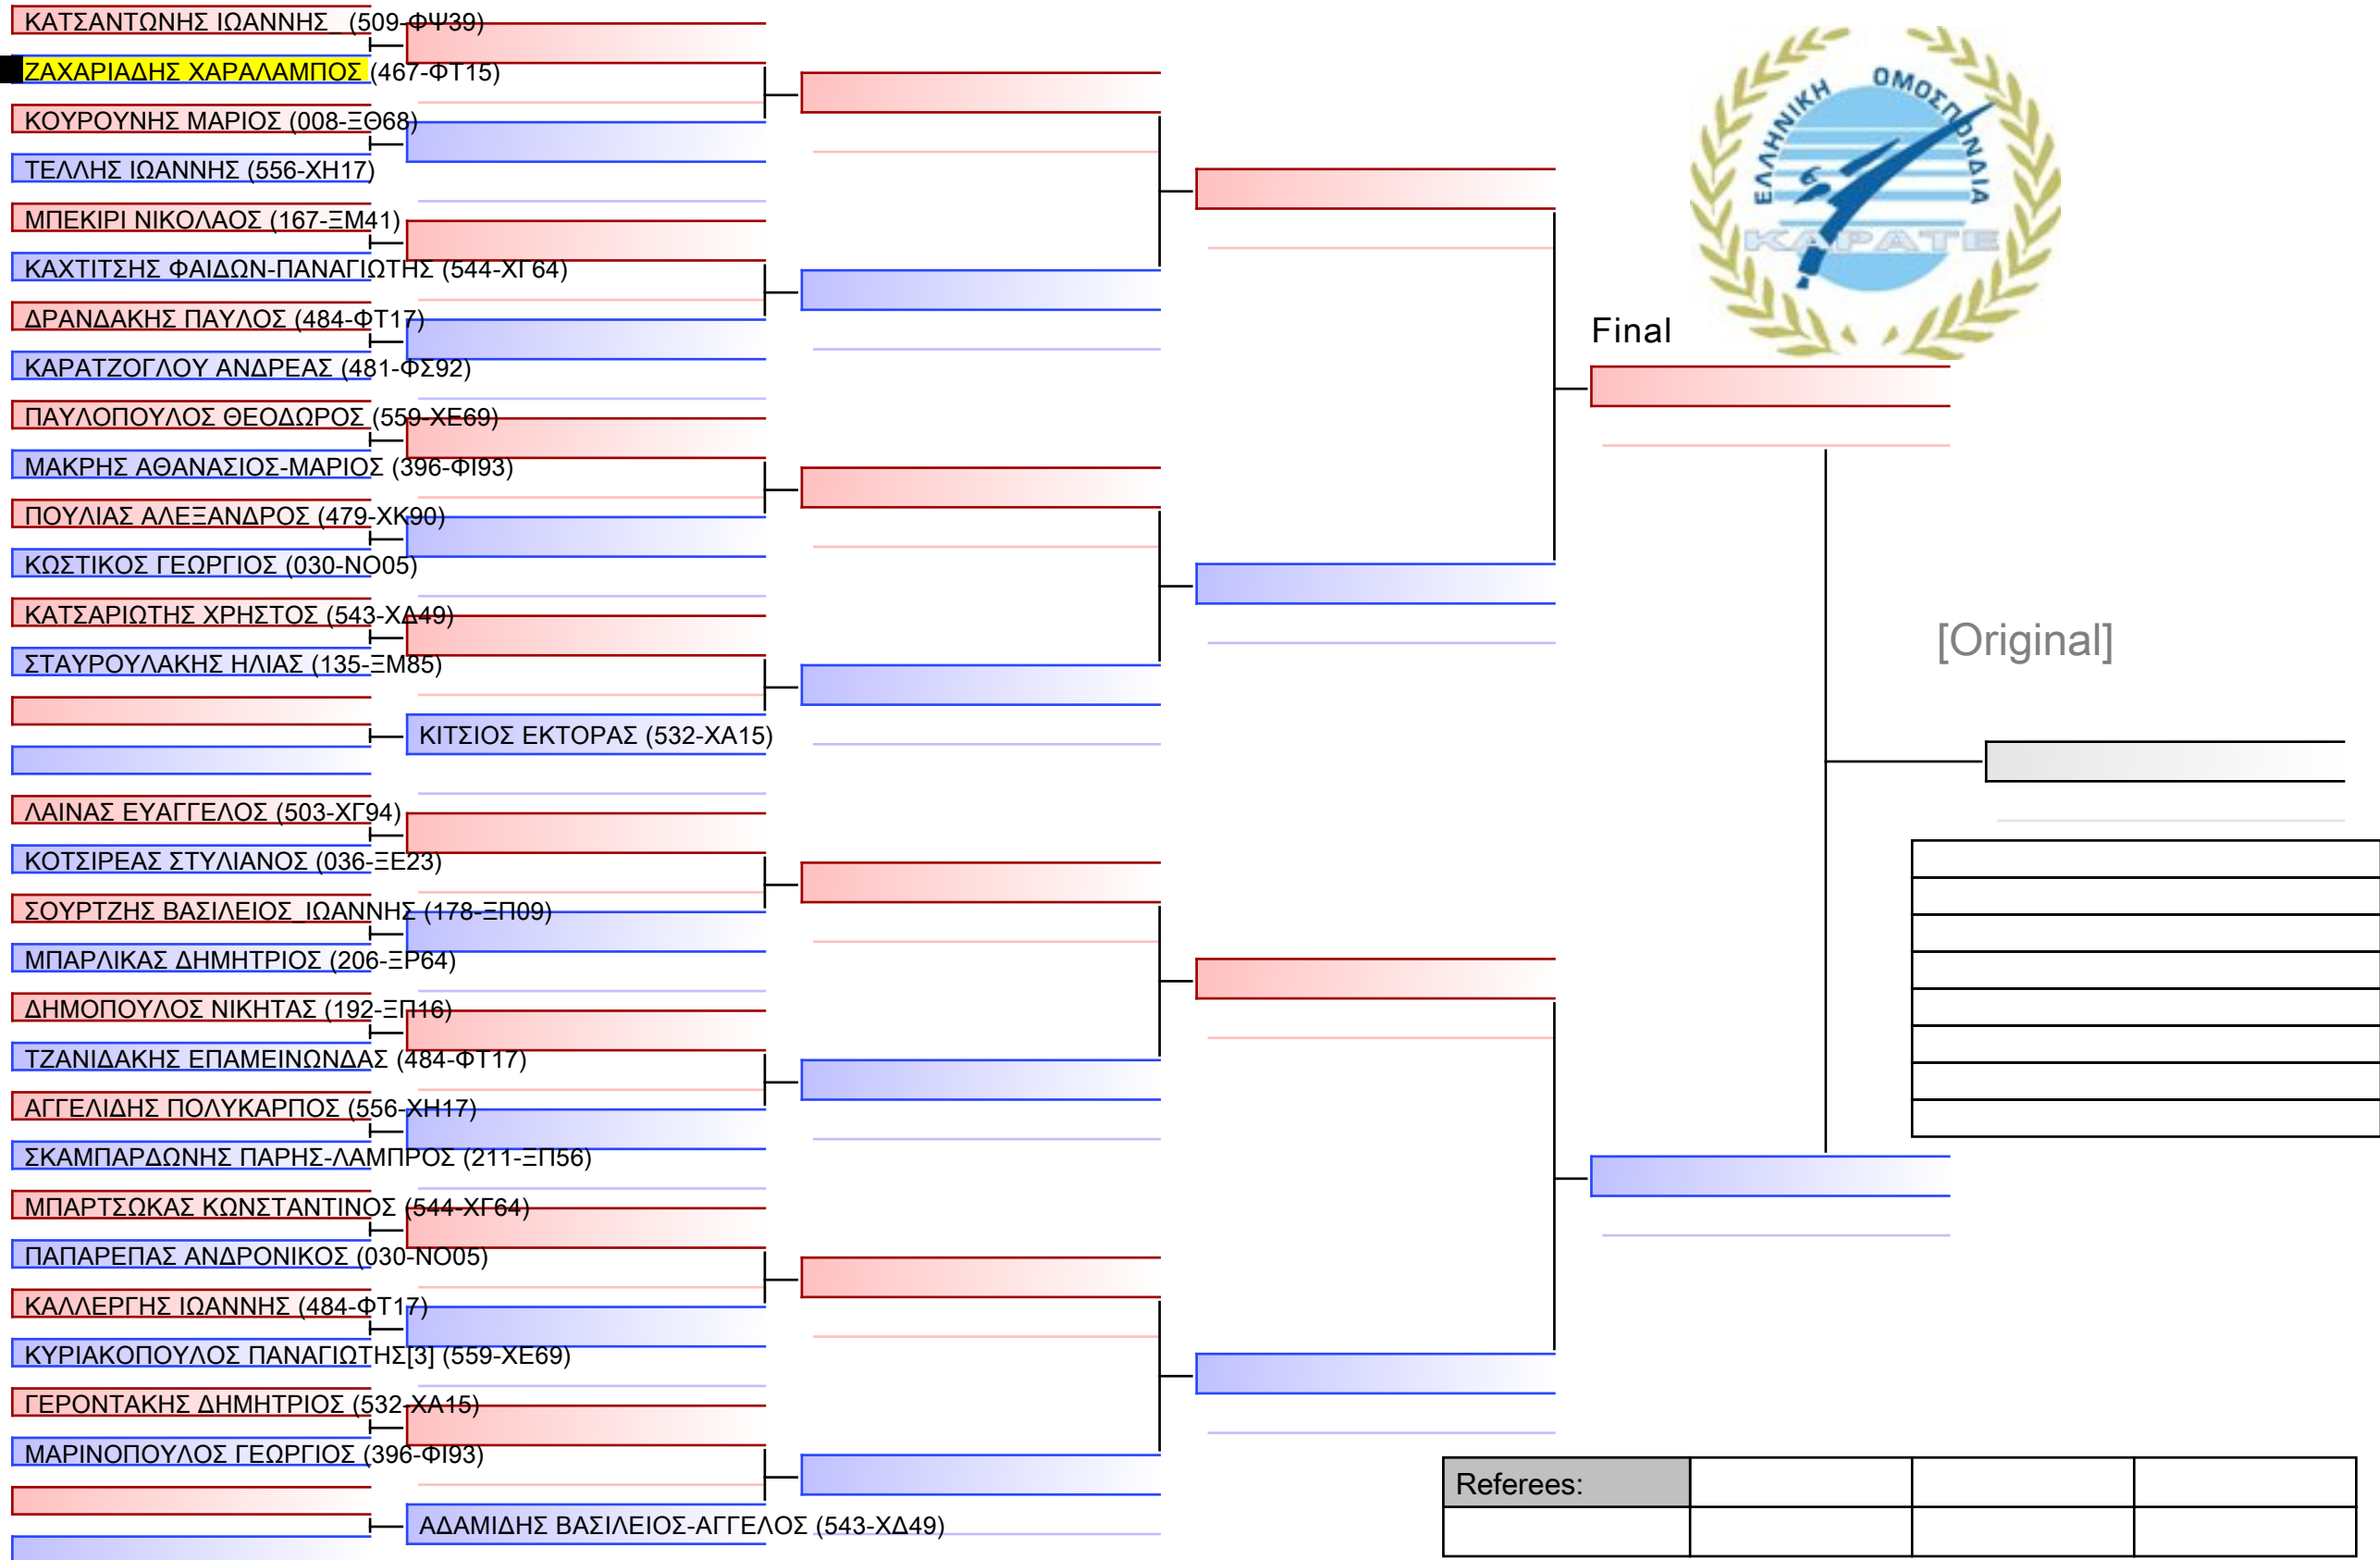 ΚΑΤΣΑΝΤΩΝΗΣ ΙΩΑΝΝΗΣ_ (509-ΦΨ39)
ΖΑΧΑΡΙΑΔΗΣ ΧΑΡΑΛΑΜΠΟΣ (467-ΦΤ15)
ΚΟΥΡΟΥΝΗΣ ΜΑΡΙΟΣ (008-ΞΘ68)
ΤΕΛΛΗΣ ΙΩΑΝΝΗΣ (556-ΧΗ17)
ΜΠΕΚΙΡΙ ΝΙΚΟΛΑΟΣ (167-ΞΜ41)
ΚΑΧΤΙΤΣΗΣ ΦΑΙΔΩΝ-ΠΑΝΑΓΙΩΤΗΣ (544-ΧΓ64)
ΔΡΑΝΔΑΚΗΣ ΠΑΥΛΟΣ (484-ΦΤ17)
ΚΑΡΑΤΖΟΓΛΟΥ ΑΝΔΡΕΑΣ (481-ΦΣ92)
ΠΑΥΛΟΠΟΥΛΟΣ ΘΕΟΔΩΡΟΣ (559-ΧΕ69)
ΜΑΚΡΗΣ ΑΘΑΝΑΣΙΟΣ-ΜΑΡΙΟΣ (396-ΦΙ93)
ΠΟΥΛΙΑΣ ΑΛΕΞΑΝΔΡΟΣ (479-ΧΚ90)
ΚΩΣΤΙΚΟΣ ΓΕΩΡΓΙΟΣ (030-ΝΟ05)
ΚΑΤΣΑΡΙΩΤΗΣ ΧΡΗΣΤΟΣ (543-ΧΔ49)
ΣΤΑΥΡΟΥΛΑΚΗΣ ΗΛΙΑΣ (135-ΞΜ85)
ΚΙΤΣΙΟΣ ΕΚΤΟΡΑΣ (532-ΧΑ15)
ΛΑΙΝΑΣ ΕΥΑΓΓΕΛΟΣ (503-ΧΓ94)
ΚΟΤΣΙΡΕΑΣ ΣΤΥΛΙΑΝΟΣ (036-ΞΕ23)
ΣΟΥΡΤΖΗΣ ΒΑΣΙΛΕΙΟΣ_ΙΩΑΝΝΗΣ (178-ΞΠ09)
ΜΠΑΡΛΙΚΑΣ ΔΗΜΗΤΡΙΟΣ (206-ΞΡ64)
ΔΗΜΟΠΟΥΛΟΣ ΝΙΚΗΤΑΣ (192-ΞΠ16)
ΤΖΑΝΙΔΑΚΗΣ ΕΠΑΜΕΙΝΩΝΔΑΣ (484-ΦΤ17)
ΑΓΓΕΛΙΔΗΣ ΠΟΛΥΚΑΡΠΟΣ (556-ΧΗ17)
ΣΚΑΜΠΑΡΔΩΝΗΣ ΠΑΡΗΣ-ΛΑΜΠΡΟΣ (211-ΞΠ56)
ΜΠΑΡΤΣΩΚΑΣ ΚΩΝΣΤΑΝΤΙΝΟΣ (544-ΧΓ64)
ΠΑΠΑΡΕΠΑΣ ΑΝΔΡΟΝΙΚΟΣ (030-ΝΟ05)
ΚΑΛΛΕΡΓΗΣ ΙΩΑΝΝΗΣ (484-ΦΤ17)
ΚΥΡΙΑΚΟΠΟΥΛΟΣ ΠΑΝΑΓΙΩΤΗΣ[3] (559-ΧΕ69)
ΓΕΡΟΝΤΑΚΗΣ ΔΗΜΗΤΡΙΟΣ (532-ΧΑ15)
ΜΑΡΙΝΟΠΟΥΛΟΣ ΓΕΩΡΓΙΟΣ (396-ΦΙ93)
ΑΔΑΜΙΔΗΣ ΒΑΣΙΛΕΙΟΣ-ΑΓΓΕΛΟΣ (543-ΧΔ49)
ΕΛΛΗΝΙΚΗ ΟΜΟΣΠΟΝΔΙΑ
ΚΑΡΑΤΕ
Final
[Original]
Referees: